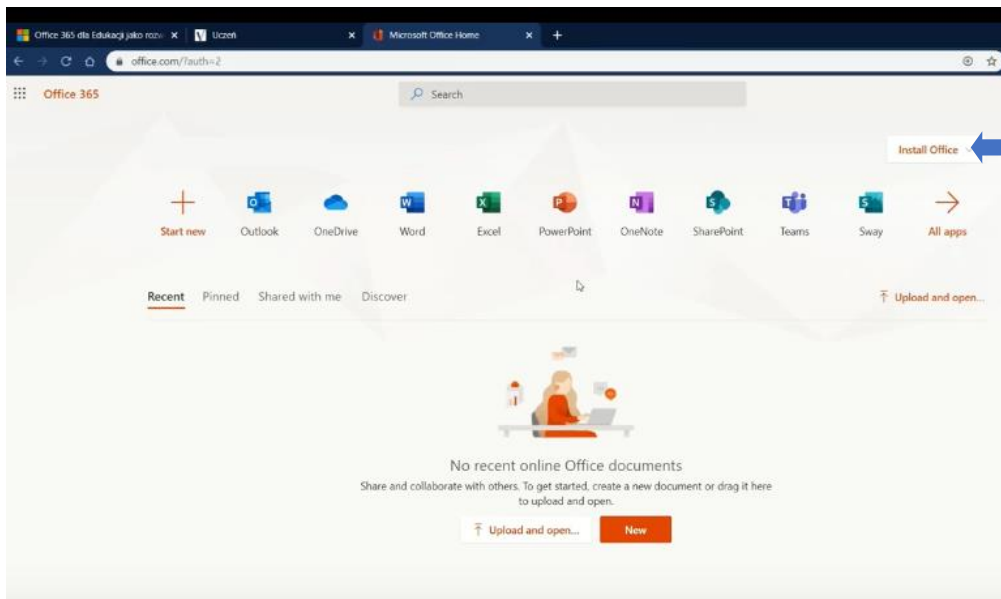 Office 365 dla Edukacji jako rozw
Uczeń
Microsoft Office Home
office.com/?auth=2
Office 365
Search
Install Office
Start new
Outlook
OneDrive
Word
Excel
PowerPoint
OneNote
SharePoint
Teams
Sway
All apps
Recent
Pinned
Shared with me
Discover
Upload and open...
No recent online Office documents
Share and collaborate with others. To get started, create a new document or drag it here
to upload and open.
Upload and open...
New